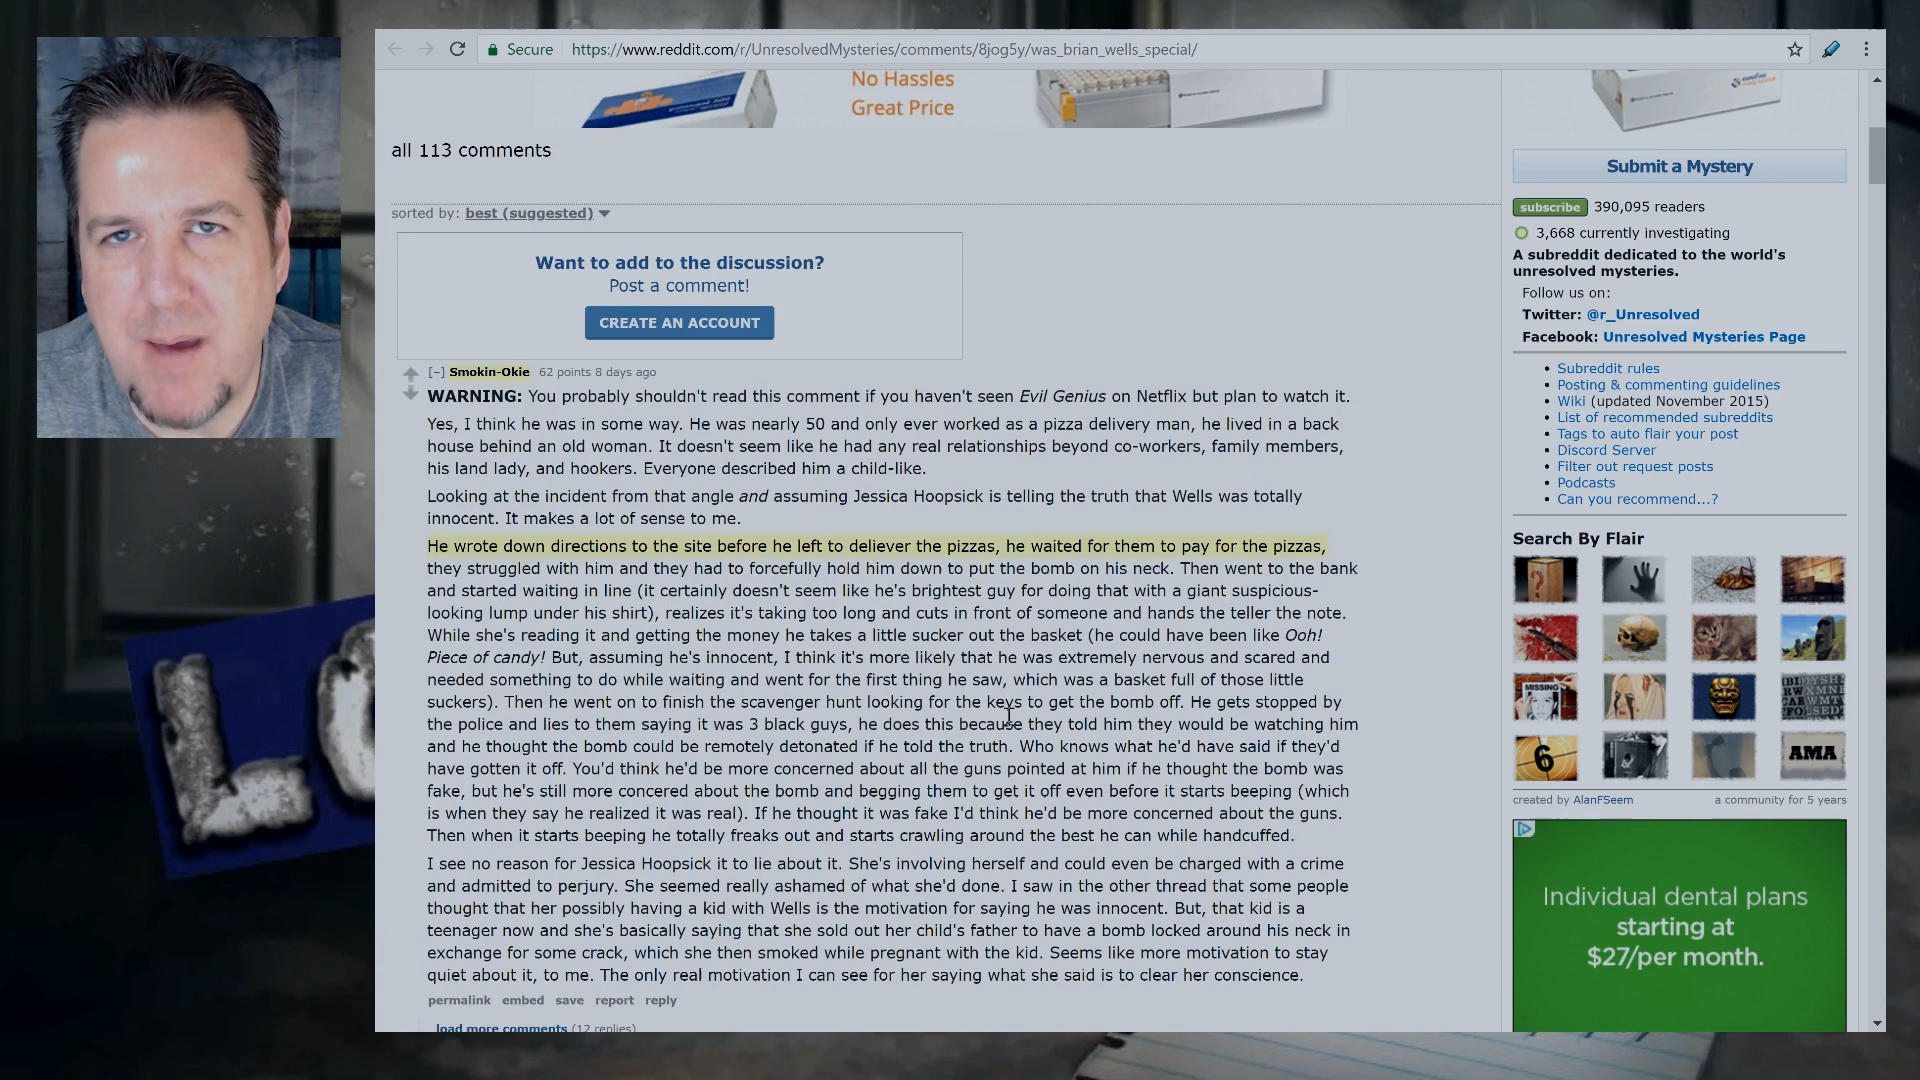 Secure https://www.reddit.com/r/UnresolvedMysteries/comments/8jog5y/was_brian_wells_special/
No Hassles
Great Price
all 113 comments
sorted by: best (suggested)
Want to add to the discussion?
Post a comment!
CREATE AN ACCOUNT
[–] Smokin-Okie 62 points 8 days ago
WARNING: You probably shouldn't read this comment if you haven't seen Evil Genius on Netflix but plan to watch it.
Yes, I think he was in some way. He was nearly 50 and only ever worked as a pizza delivery man, he lived in a back
house behind an old woman. It doesn't seem like he had any real relationships beyond co-workers, family members,
his land lady, and hookers. Everyone described him a child-like.
Looking at the incident from that angle and assuming Jessica Hoopsick is telling the truth that Wells was totally
innocent. It makes a lot of sense to me.
He wrote down directions to the site before he left to deliever the pizzas, he waited for them to pay for the pizzas,
they struggled with him and they had to forcefully hold him down to put the bomb on his neck. Then went to the bank
and started waiting in line (it certainly doesn't seem like he's brightest guy for doing that with a giant suspicious-
looking lump under his shirt), realizes it's taking too long and cuts in front of someone and hands the teller the note.
While she's reading it and getting the money he takes a little sucker out the basket (he could have been like Ooh!
Piece of candy! But, assuming he's innocent, I think it's more likely that he was extremely nervous and scared and
needed something to do while waiting and went for the first thing he saw, which was a basket full of those little
suckers). Then he went on to finish the scavenger hunt looking for the keys to get the bomb off. He gets stopped by
the police and lies to them saying it was 3 black guys, he does this because they told him they would be watching him
and he thought the bomb could be remotely detonated if he told the truth. Who knows what he'd have said if they'd
have gotten it off. You'd think he'd be more concerned about all the guns pointed at him if he thought the bomb was
fake, but he's still more concered about the bomb and begging them to get it off even before it starts beeping (which
is when they say he realized it was real). If he thought it was fake I'd think he'd be more concerned about the guns.
Then when it starts beeping he totally freaks out and starts crawling around the best he can while handcuffed.
I see no reason for Jessica Hoopsick it to lie about it. She's involving herself and could even be charged with a crime
and admitted to perjury. She seemed really ashamed of what she'd done. I saw in the other thread that some people
thought that her possibly having a kid with Wells is the motivation for saying he was innocent. But, that kid is a
teenager now and she's basically saying that she sold out her child's father to have a bomb locked around his neck in
exchange for some crack, which she then smoked while pregnant with the kid. Seems like more motivation to stay
quiet about it, to me. The only real motivation I can see for her saying what she said is to clear her conscience.
permalink embed save report reply
load more comments (12 replies)
Submit a Mystery
subscribe 390,095 readers
3,668 currently investigating
A subreddit dedicated to the world's
unresolved mysteries.
Follow us on:
Twitter: @r_Unresolved
Facebook: Unresolved Mysteries Page
Subreddit rules
Posting & commenting guidelines
Wiki (updated November 2015)
List of recommended subreddits
Tags to auto flair your post
Discord Server
Filter out request posts
Podcasts
Can you recommend...?
Search By Flair
?
MISSING
6
AMA
created by AlanFSeem a community for 5 years
Individual dental plans
starting at
$27/per month.